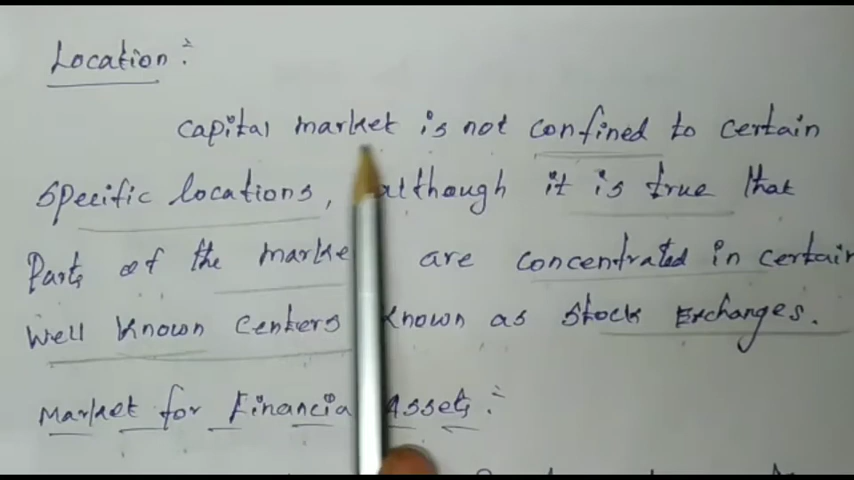 Location :-
capital market is not confined to certain
specific locations, although it is true that
Parts of the market are concentrated in certain
well known centers known as stock Exchanges.
Market for Financial Assets :-